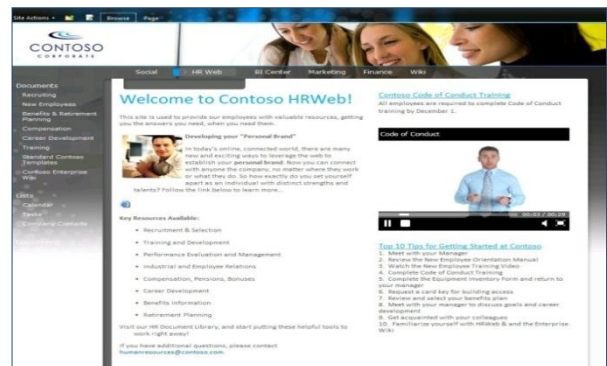 Site Actions
Browse
Page
CONTOSO
CORPORATE
Social
HR Web
BI Center
Marketing
Finance
Wiki
Documents
Recruiting
New Employees
Benefits & Retirement
Planning
Compensation
Career Development
Training
Standard Contoso
Templates
Contoso Enterprise
Wiki
Lists
Calendar
Tasks
Welcome to Contoso HRWeb!
This site is used to provide our employees with valuable resources, getting
you the answers you need, when you need them.
Developing your "Personal Brand"
In today's online, connected world, there are many
new and exciting ways to leverage the web to
establish your personal brand. Now you can connect
with anyone the company, no matter where they work
or what they do. So how exactly do you set yourself
apart as an individual with distinct strengths and
talents? Follow the link below to learn more...
Key Resources Available:
• Recruitment & Selection
• Training and Development
• Performance Evaluation and Management
• Industrial and Employee Relations
• Compensation, Pensions, Bonuses
• Career Development
• Benefits Information
• Retirement Planning
Visit our HR Document Library, and start putting these helpful tools to
work right away!
If you have additional questions, please contact
humanresources@contoso.com
Contoso Code of Conduct Training
All employees are required to complete Code of Conduct
training by December 1.
Code of Conduct
00:03 / 00:29
Top 10 Tips for Getting Started at Contoso
1. Meet with your Manager
2. Review the New Employee Orientation Manual
3. Watch the New Employee Training Video
4. Complete Code of Conduct Training
5. Complete the Equipment Inventory Form and return to
your manager
6. Request a card key for building access
7. Review and select your benefits plan
8. Meet with your manager to discuss goals and career
development
9. Get acquainted with your colleagues
10. Familiarize yourself with HRWeb & and the Enterprise
Wiki